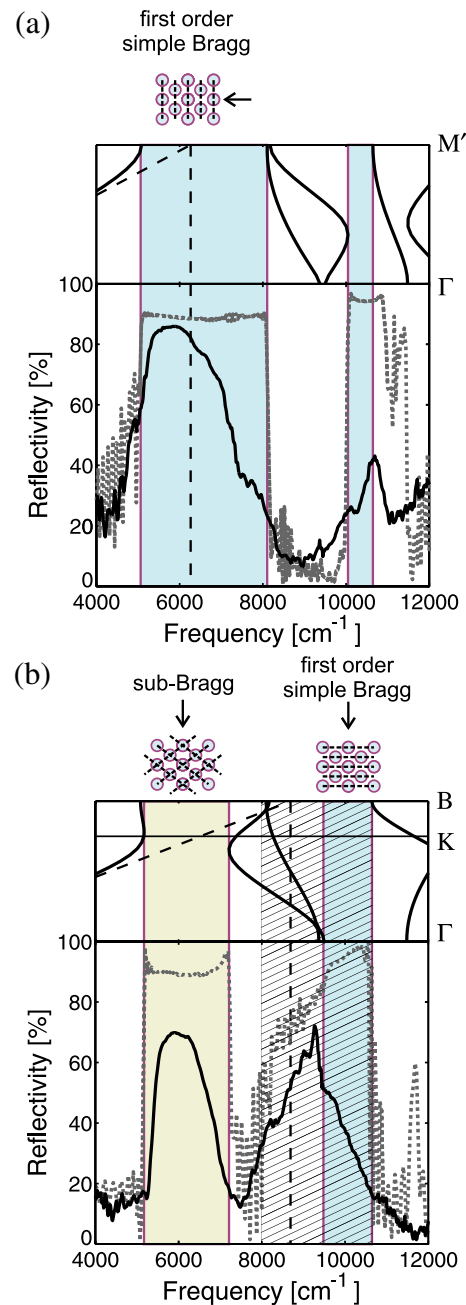 (a)
first order
simple Bragg
M′
Γ
100
80
60
40
20
0
Reflectivity [%]
4000 6000 8000 10000 12000
Frequency [cm-1]
(b)
sub-Bragg
first order
simple Bragg
B
K
Γ
100
80
60
40
20
0
Reflectivity [%]
4000 6000 8000 10000 12000
Frequency [cm-1]